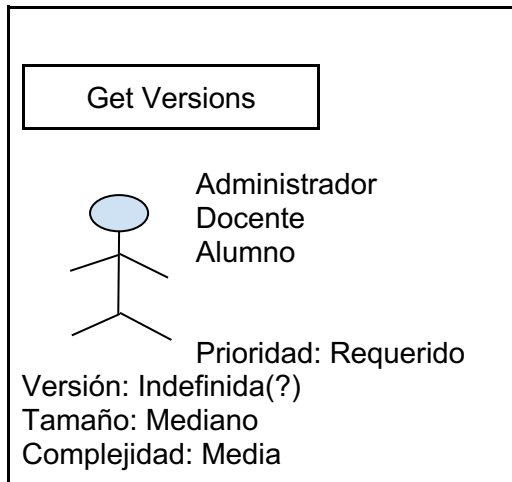 Get Versions
Administrador
Docente
Alumno
Prioridad: Requerido
Versión: Indefinida(?)
Tamaño: Mediano
Complejidad: Media